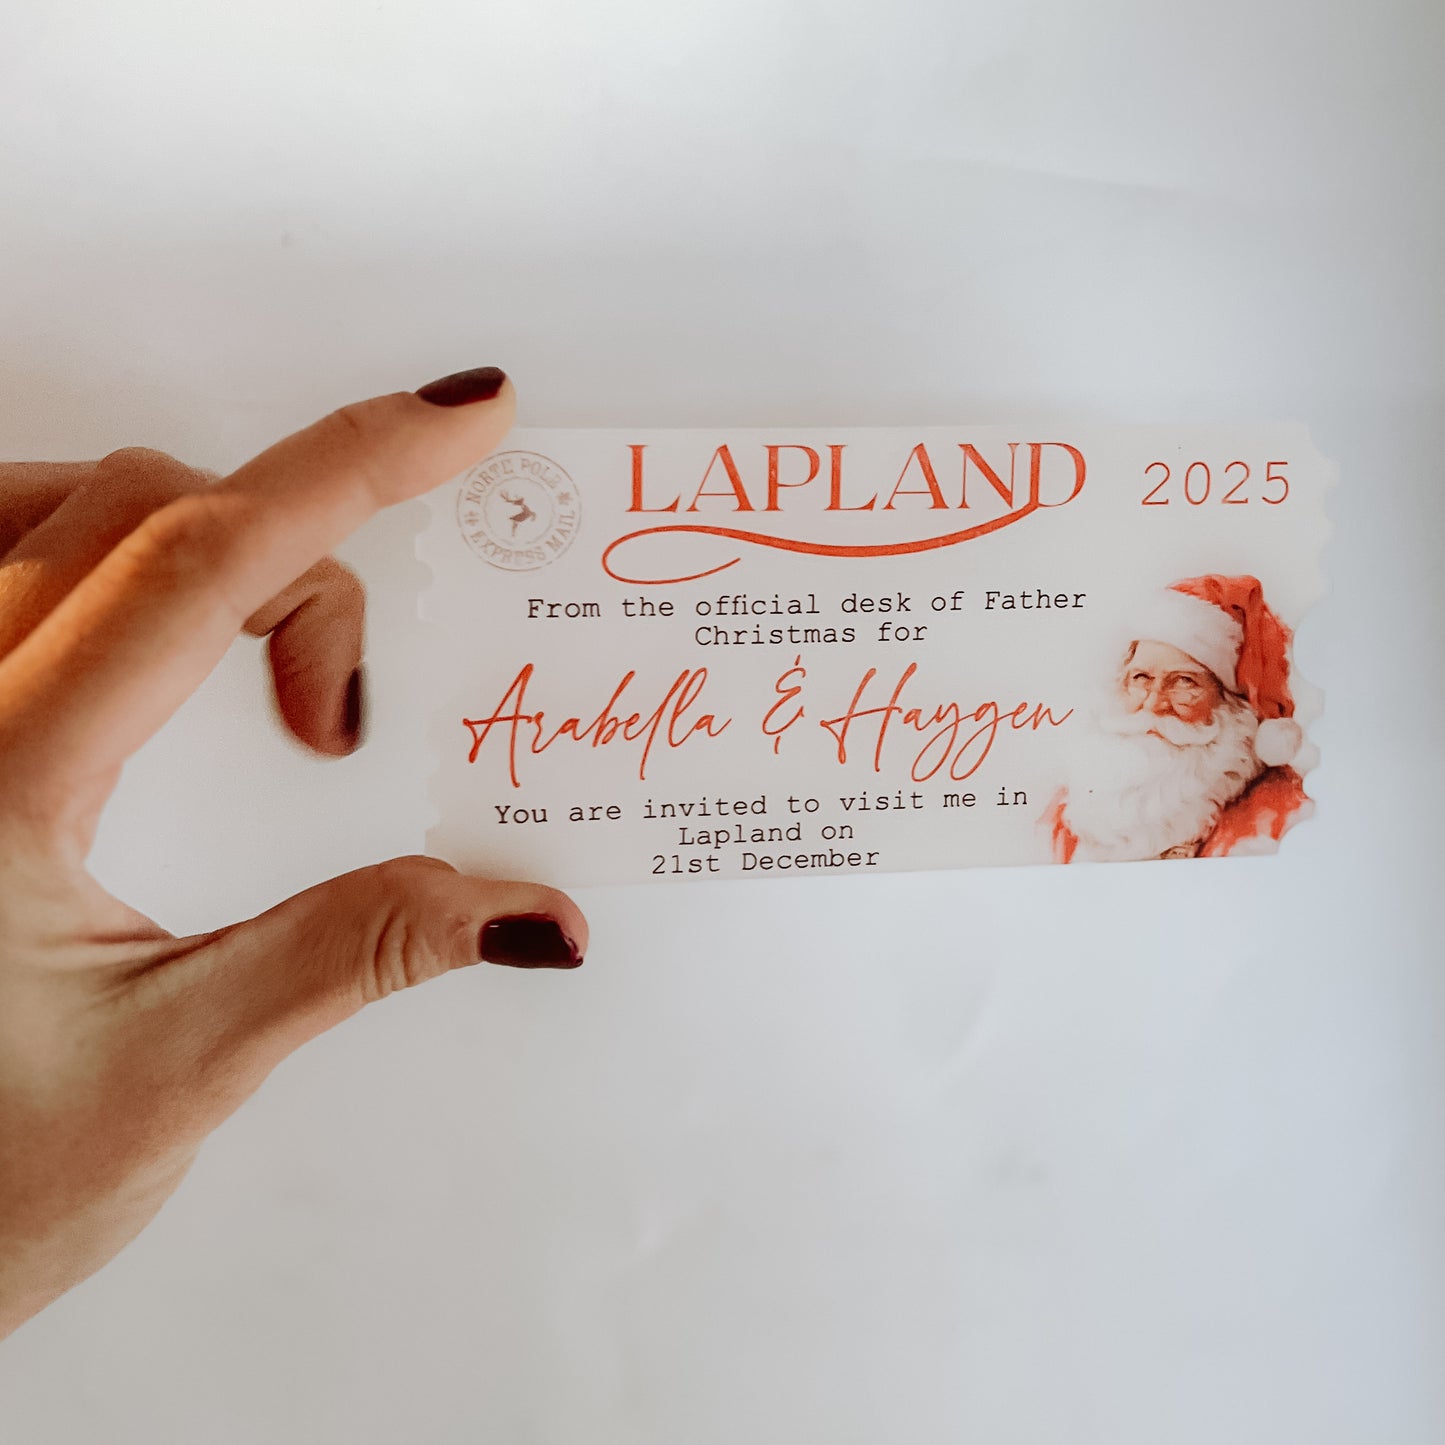 NORTE POLE
EXPRESS MAIL
LAPLAND
2025
From the official desk of Father
Christmas for
Arabella & Haygen
You are invited to visit me in
Lapland on
21st December